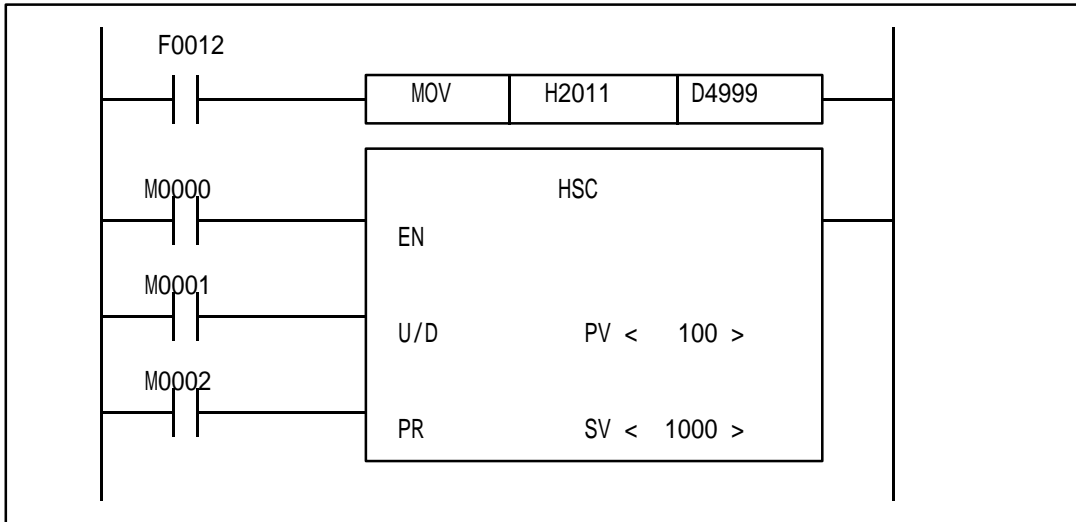 F0012
MOV H2011 D4999
M0000 HSC
EN
M0001
U/D PV < 100 >
M0002
PR SV < 1000 >